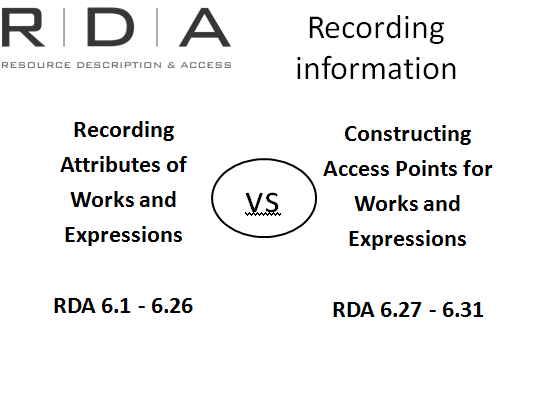 R | D | A
RESOURCE DESCRIPTION & ACCESS
Recording
information
Recording
Attributes of
Works and
Expressions
RDA 6.1 - 6.26
vs
Constructing
Access Points for
Works and
Expressions
RDA 6.27 - 6.31